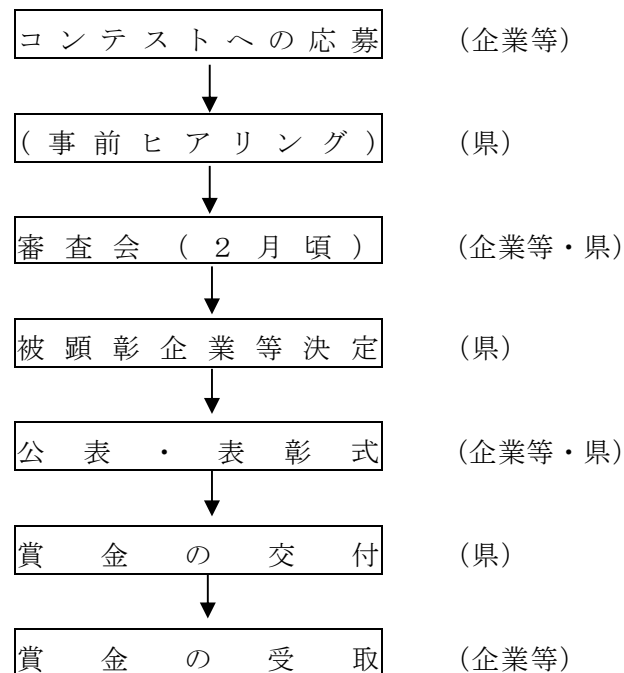 コンテストへの応募 (企業等)
(事前ヒアリング) (県)
審査会(2月頃) (企業等・県)
被顕彰企業等決定 (県)
公表・表彰式 (企業等・県)
賞金の交付 (県)
賞金の受取 (企業等)